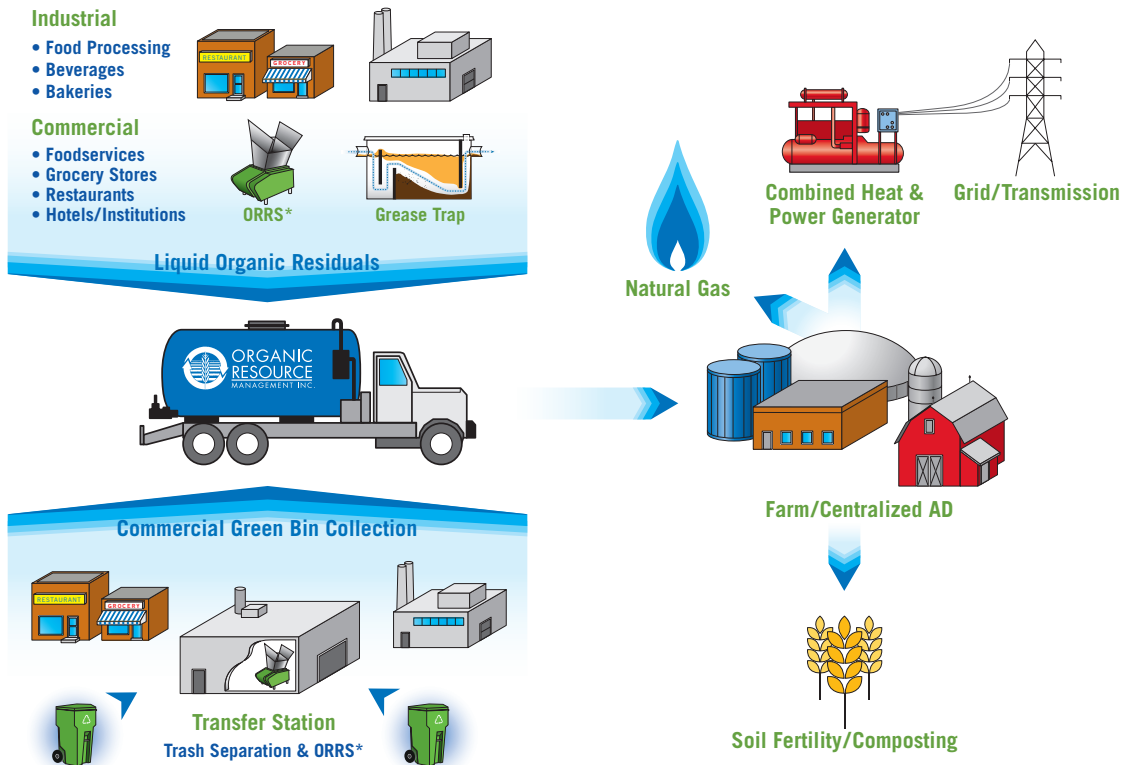 Industrial
• Food Processing
• Beverages
• Bakeries
RESTAURANT
GROCERY
Commercial
• Foodservices
• Grocery Stores
• Restaurants
• Hotels/Institutions
ORRS*
Grease Trap
Liquid Organic Residuals
ORGANIC
RESOURCE
MANAGEMENT INC.
Commercial Green Bin Collection
RESTAURANT
GROCERY
Transfer Station
Trash Separation & ORRS*
Natural Gas
Combined Heat &
Power Generator
Grid/Transmission
Farm/Centralized AD
Soil Fertility/Composting